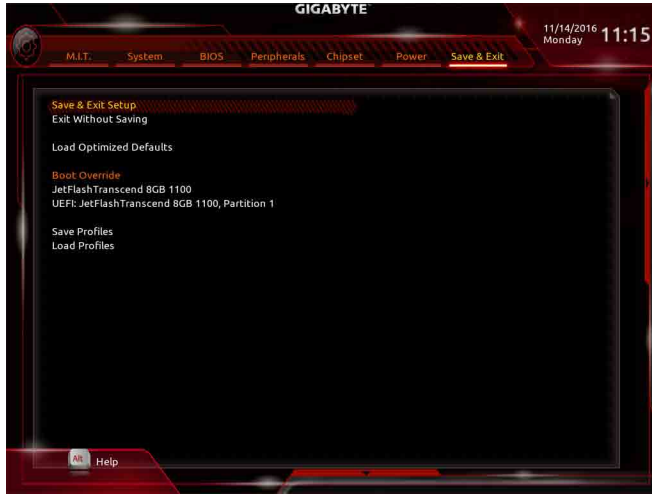 GIGABYTE
11/14/2016
Monday
11:15
M.I.T. System BIOS Peripherals Chipset Power Save & Exit
Save & Exit Setup
Exit Without Saving
Load Optimized Defaults
Boot Override
JetFlashTranscend 8GB 1100
UEFI: JetFlashTranscend 8GB 1100, Partition 1
Save Profiles
Load Profiles
Alt Help